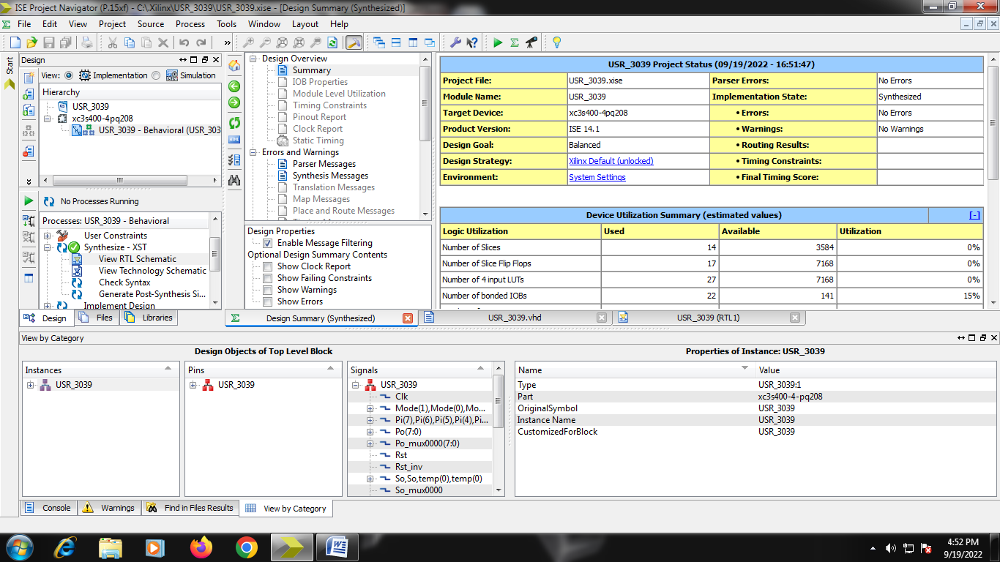 ISE Project Navigator (P.15xf) - C:\.Xilinx\USR_3039\USR_3039.xise - [Design Summary (Synthesized)]
File Edit View Project Source Process Tools Window Layout Help
»
Start
Design
View: Implementation Simulation
Hierarchy
USR_3039
xc3s400-4pq208
USR_3039 - Behavioral (USR_303
No Processes Running
Processes: USR_3039 - Behavioral
User Constraints
Synthesize - XST
View RTL Schematic
View Technology Schematic
Check Syntax
Generate Post-Synthesis Si...
Implement Design
Design Files Libraries
Design Overview
Summary
IOB Properties
Module Level Utilization
Timing Constraints
Pinout Report
Clock Report
Static Timing
Errors and Warnings
Parser Messages
Synthesis Messages
Translation Messages
Map Messages
Place and Route Messages
Design Properties
Enable Message Filtering
Optional Design Summary Contents
Show Clock Report
Show Failing Constraints
Show Warnings
Show Errors
USR_3039 Project Status (09/19/2022 - 16:51:47)
Project File: USR_3039.xise Parser Errors: No Errors
Module Name: USR_3039 Implementation State: Synthesized
Target Device: xc3s400-4pq208 • Errors: No Errors
Product Version: ISE 14.1 • Warnings: No Warnings
Design Goal: Balanced • Routing Results:
Design Strategy: Xilinx Default (unlocked) • Timing Constraints:
Environment: System Settings • Final Timing Score:
Device Utilization Summary (estimated values) [-]
Logic Utilization Used Available Utilization
Number of Slices 14 3584 0%
Number of Slice Flip Flops 17 7168 0%
Number of 4 input LUTs 27 7168 0%
Number of bonded IOBs 22 141 15%
Design Summary (Synthesized) USR_3039.vhd USR_3039 (RTL1)
View by Category
Design Objects of Top Level Block
Properties of Instance: USR_3039
Instances
USR_3039
Pins
USR_3039
Signals
USR_3039
Clk
Mode(1),Mode(0),Mo...
Pi(7),Pi(6),Pi(5),Pi(4),Pi...
Po(7:0)
Po_mux0000(7:0)
Rst
Rst_inv
So,So,temp(0),temp(0)
So_mux0000
Name Value
Type USR_3039:1
Part xc3s400-4-pq208
OriginalSymbol USR_3039
Instance Name USR_3039
CustomizedForBlock USR_3039
Console Warnings Find in Files Results View by Category
4:52 PM
9/19/2022